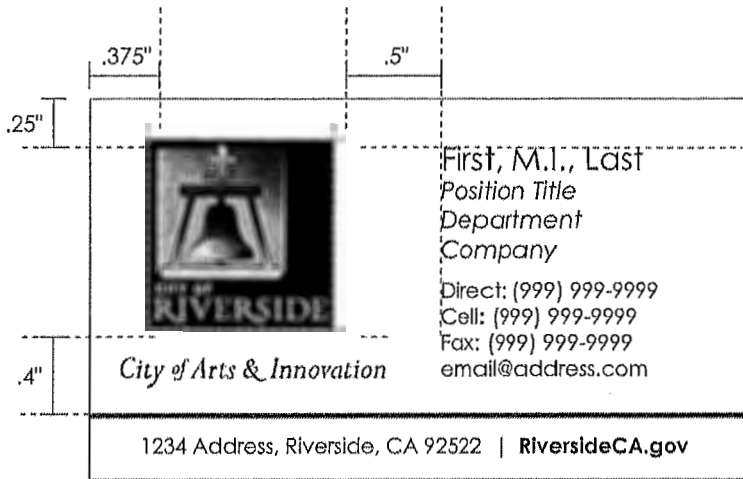 .375"
.5"
.25"
First, M.I., Last
Position Title
Department
Company
CITY OF
RIVERSIDE
Direct: (999) 999-9999
Cell: (999) 999-9999
Fax: (999) 999-9999
email@address.com
.4"
City of Arts & Innovation
1234 Address, Riverside, CA 92522 | RiversideCA.gov